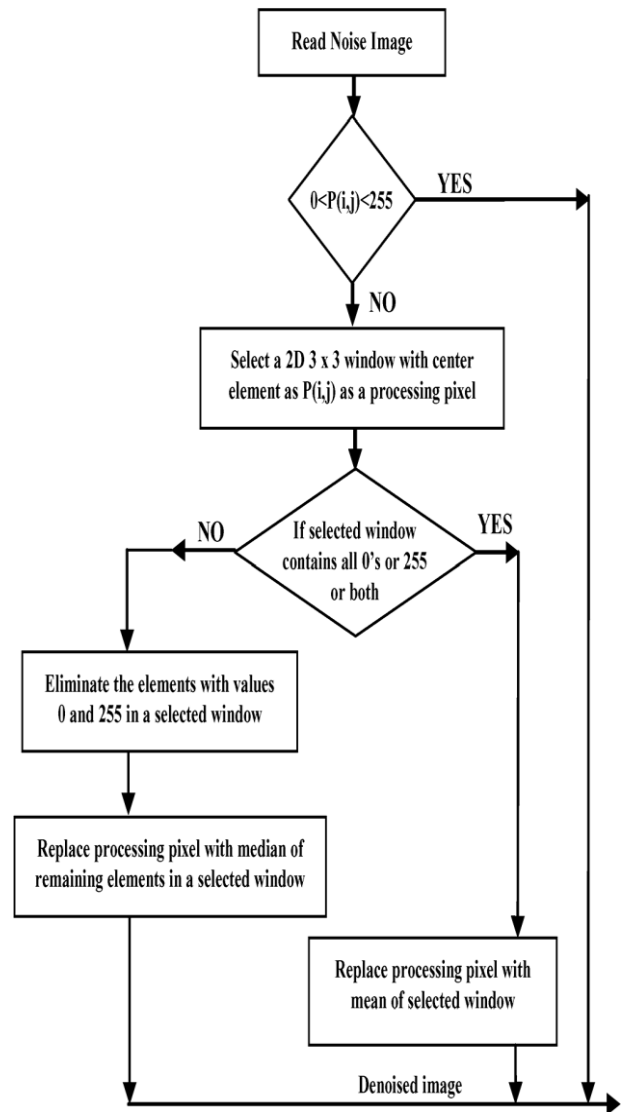 Read Noise Image
0<P(i,j)<255
YES
NO
Select a 2D 3 x 3 window with center
element as P(i,j) as a processing pixel
NO
YES
If selected window
contains all 0's or 255
or both
Eliminate the elements with values
0 and 255 in a selected window
Replace processing pixel with median of
remaining elements in a selected window
Replace processing pixel with
mean of selected window
Denoised image